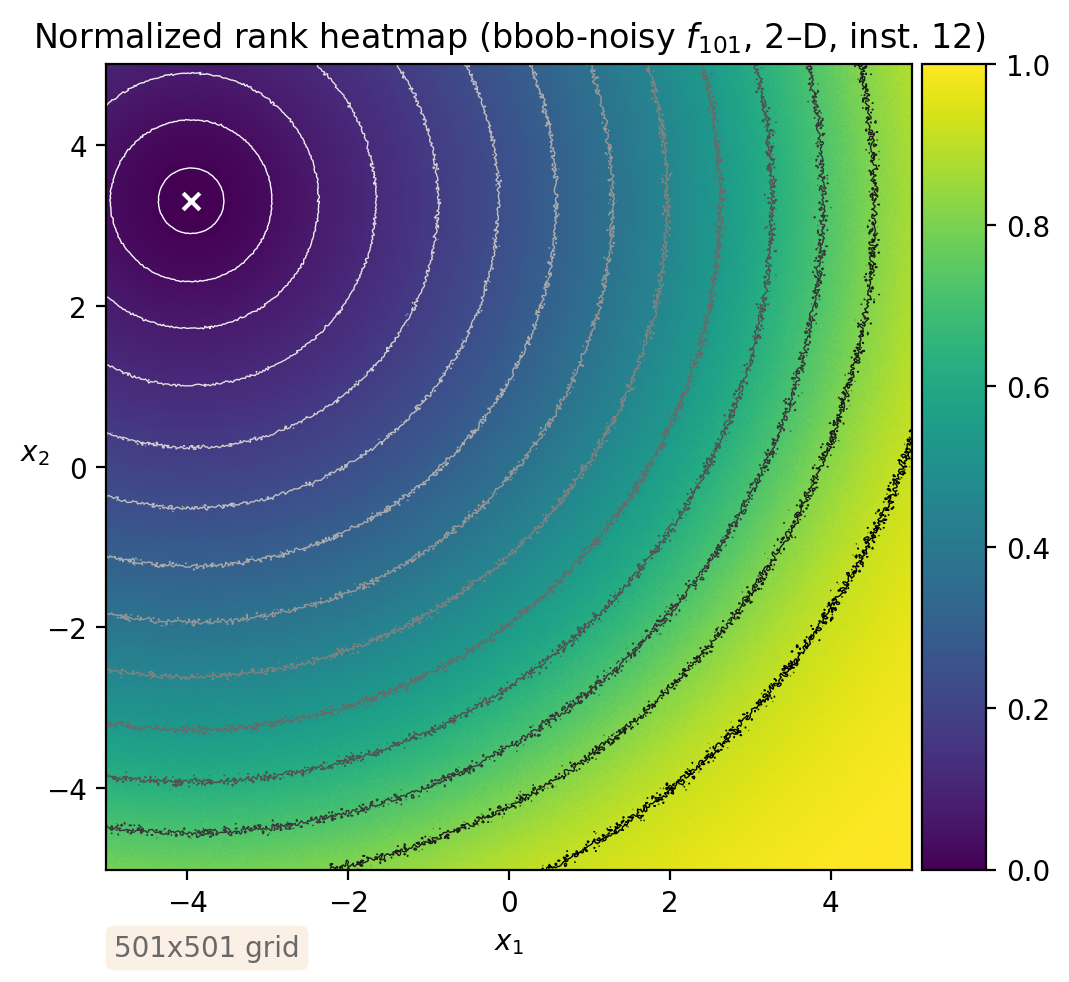 Normalized rank heatmap (bbob-noisy f₁₀₁, 2–D, inst. 12)
1.0
0.8
0.6
0.4
0.2
0.0
4
2
0
−2
−4
x₂
−4 −2 0 2 4
x₁
501x501 grid